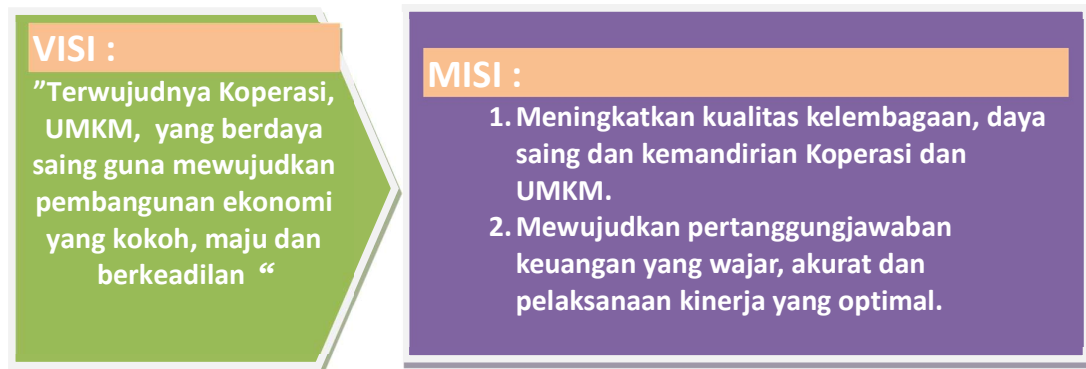 VISI :
”Terwujudnya Koperasi,
UMKM, yang berdaya
saing guna mewujudkan
pembangunan ekonomi
yang kokoh, maju dan
berkeadilan “
MISI :
1. Meningkatkan kualitas kelembagaan, daya
saing dan kemandirian Koperasi dan
UMKM.
2. Mewujudkan pertanggungjawaban
keuangan yang wajar, akurat dan
pelaksanaan kinerja yang optimal.